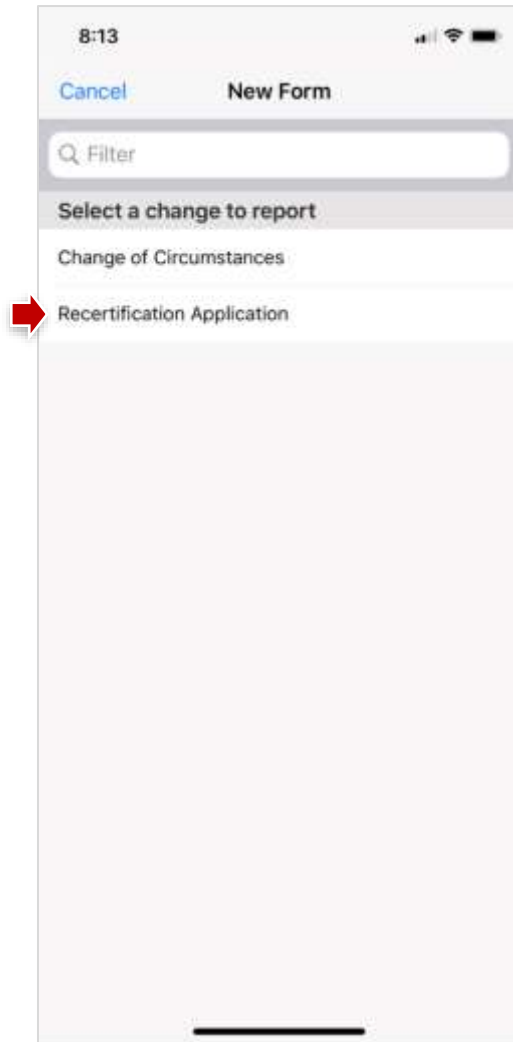 8:13
Cancel New Form
Filter
Select a change to report
Change of Circumstances
Recertification Application